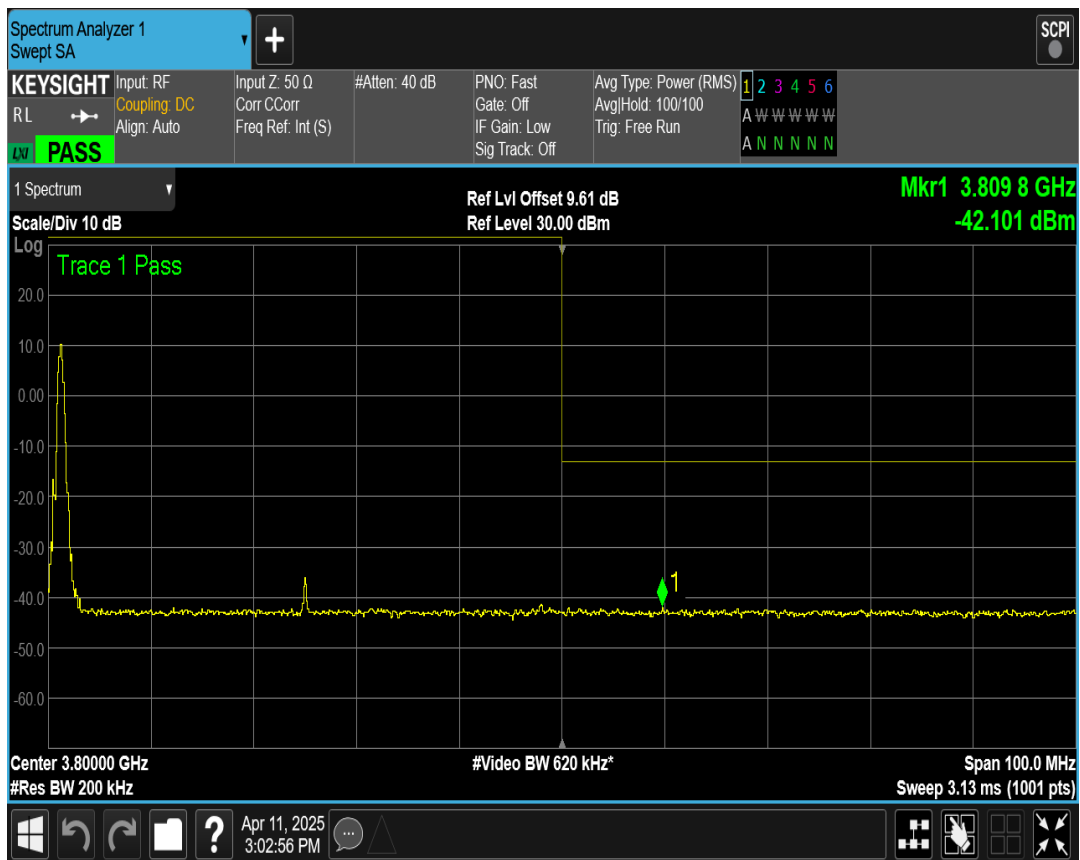 Spectrum Analyzer 1
Swept SA
SCPI
KEYSIGHT
RL
LXI PASS
Input: RF
Coupling: DC
Align: Auto
Input Z: 50 Ω
Corr CCorr
Freq Ref: Int (S)
#Atten: 40 dB
PNO: Fast
Gate: Off
IF Gain: Low
Sig Track: Off
Avg Type: Power (RMS)
Avg|Hold: 100/100
Trig: Free Run
1 2 3 4 5 6
A W W W W W
A N N N N N
1 Spectrum
Scale/Div 10 dB
Ref Lvl Offset 9.61 dB
Ref Level 30.00 dBm
Mkr1 3.809 8 GHz
-42.101 dBm
Log
Trace 1 Pass
20.0
10.0
0.00
-10.0
-20.0
-30.0
-40.0
-50.0
-60.0
1
Center 3.80000 GHz
#Video BW 620 kHz*
Span 100.0 MHz
#Res BW 200 kHz
Sweep 3.13 ms (1001 pts)
?
Apr 11, 2025
3:02:56 PM